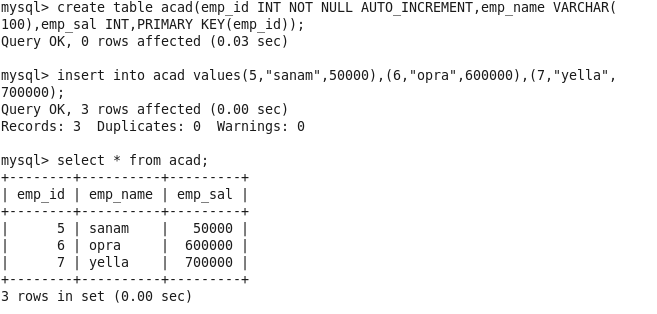 mysql> create table acad(emp_id INT NOT NULL AUTO_INCREMENT,emp_name VARCHAR(
100),emp_sal INT,PRIMARY KEY(emp_id));
Query OK, 0 rows affected (0.03 sec)

mysql> insert into acad values(5,"sanam",50000),(6,"opra",600000),(7,"yella",
700000);
Query OK, 3 rows affected (0.00 sec)
Records: 3  Duplicates: 0  Warnings: 0

mysql> select * from acad;
+--------+----------+---------+
| emp_id | emp_name | emp_sal |
+--------+----------+---------+
|      5 | sanam    |   50000 |
|      6 | opra     |  600000 |
|      7 | yella    |  700000 |
+--------+----------+---------+
3 rows in set (0.00 sec)